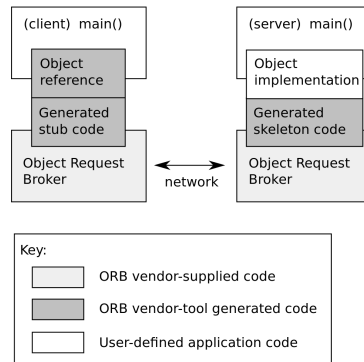 (client) main()
Object
reference
Generated
stub code
Object Request
Broker
network
(server) main()
Object
implementation
Generated
skeleton code
Object Request
Broker
Key:
ORB vendor-supplied code
ORB vendor-tool generated code
User-defined application code